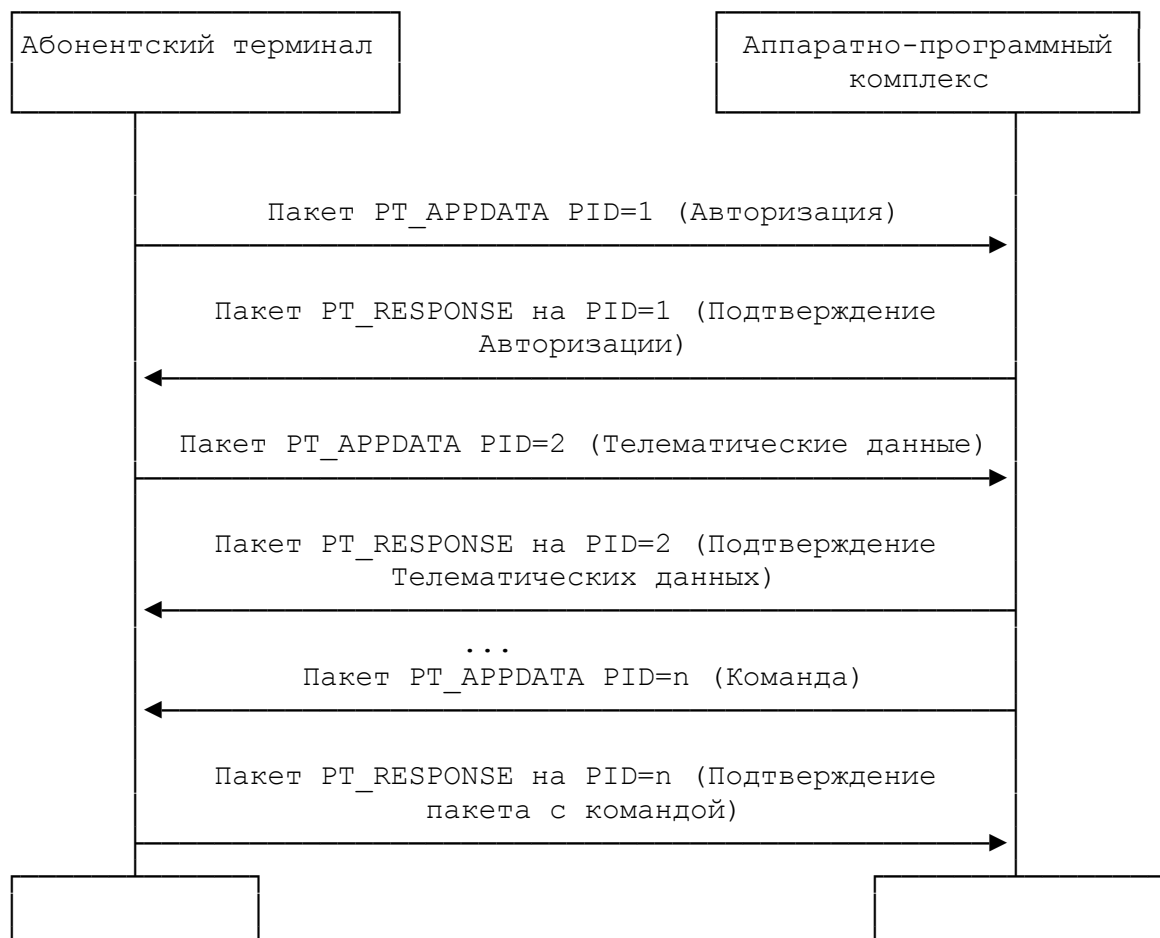 Абонентский терминал
Аппаратно-программный
комплекс
Пакет PT_APPDATA PID=1 (Авторизация)
Пакет PT_RESPONSE на PID=1 (Подтверждение
Авторизации)
Пакет PT_APPDATA PID=2 (Телематические данные)
Пакет PT_RESPONSE на PID=2 (Подтверждение
Телематических данных)
...
Пакет PT_APPDATA PID=n (Команда)
Пакет PT_RESPONSE на PID=n (Подтверждение
пакета с командой)